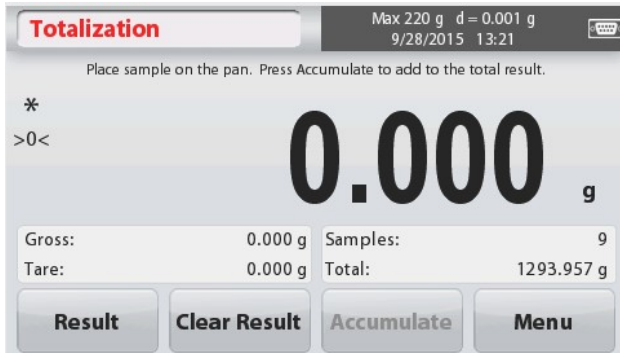 Totalization
Max 220 g d = 0.001 g
9/28/2015 13:21
Place sample on the pan. Press Accumulate to add to the total result.
*
>0<
0.000 g
Gross: 0.000 g Samples: 9
Tare: 0.000 g Total: 1293.957 g
Result Clear Result Accumulate Menu